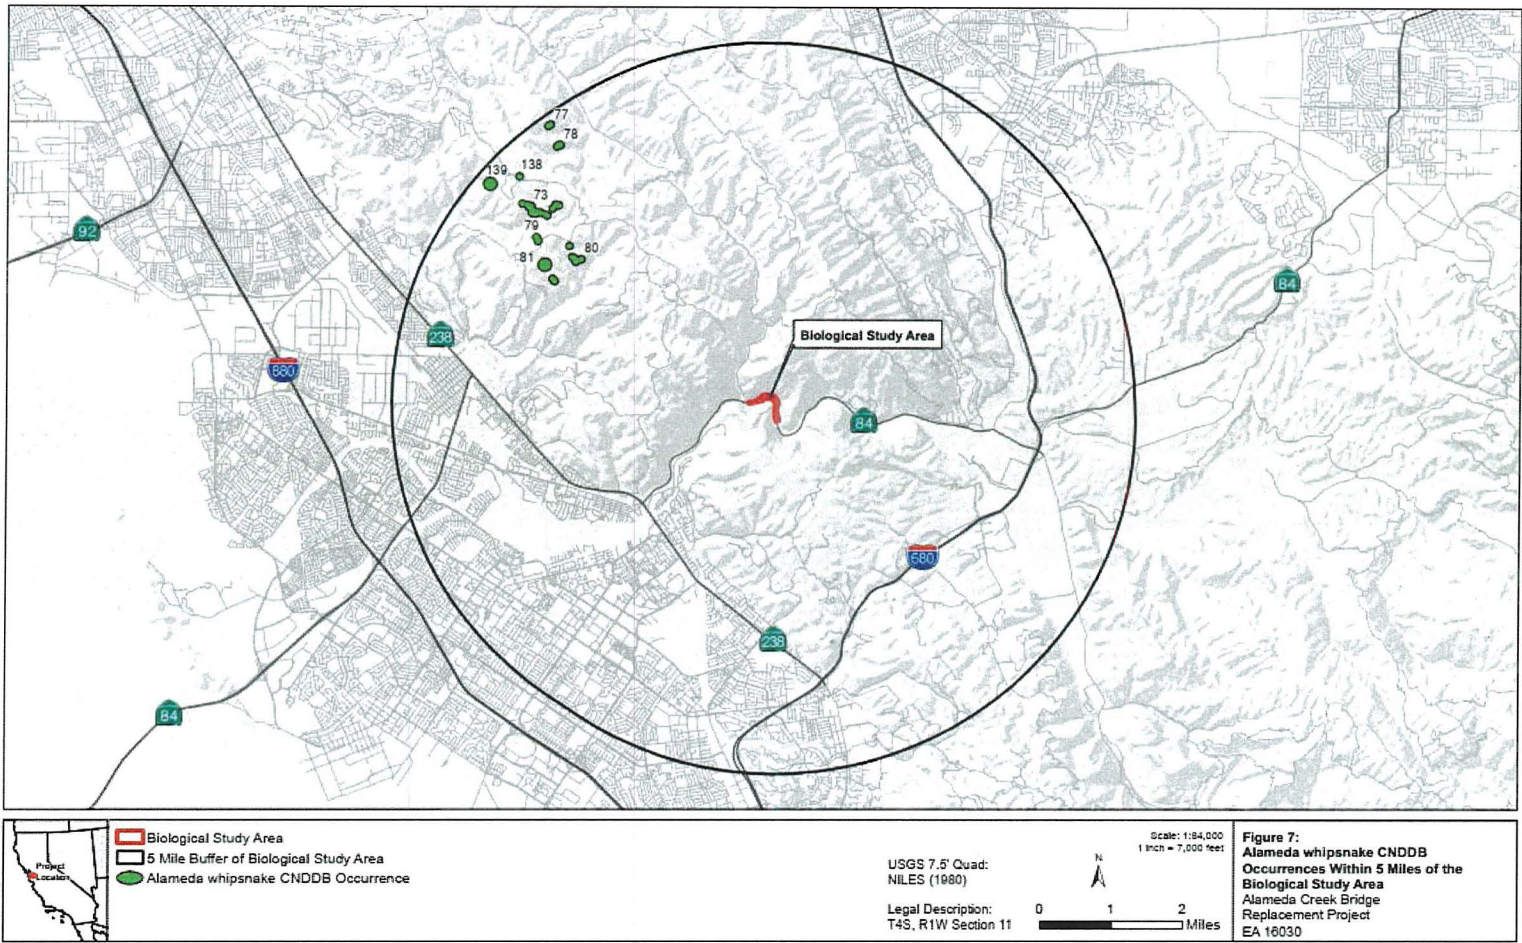 77
78
138
139
73
79
80
81
92
238
880
84
Biological Study Area
84
680
238
84
Project
Location
Biological Study Area
5 Mile Buffer of Biological Study Area
Alameda whipsnake CNDDB Occurrence
USGS 7.5' Quad:
NILES (1980)
Legal Description:
T4S, R1W Section 11
Scale: 1:84,000
1 inch = 7,000 feet
N
0 1 2
Miles
Figure 7:
Alameda whipsnake CNDDB
Occurrences Within 5 Miles of the
Biological Study Area
Alameda Creek Bridge
Replacement Project
EA 16030